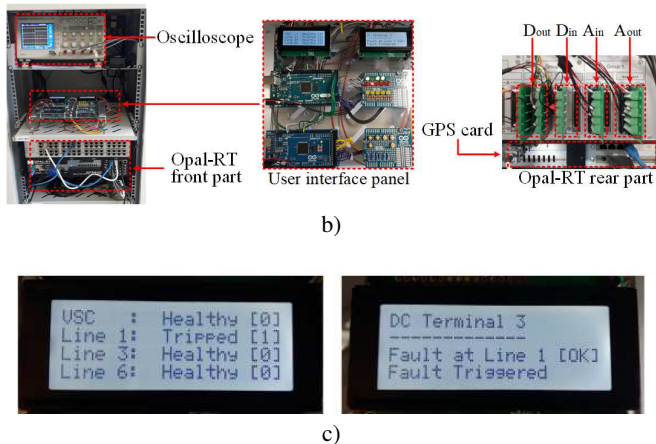 Oscilloscope
Opal-RT
front part
User interface panel
Dout Din Ain Aout
GPS card
Opal-RT rear part
b)
VSC : Healthy [0]
Line 1: Tripped [1]
Line 3: Healthy [0]
Line 6: Healthy [0]
DC Terminal 3
-------------
Fault at Line 1 [OK]
Fault Triggered
c)